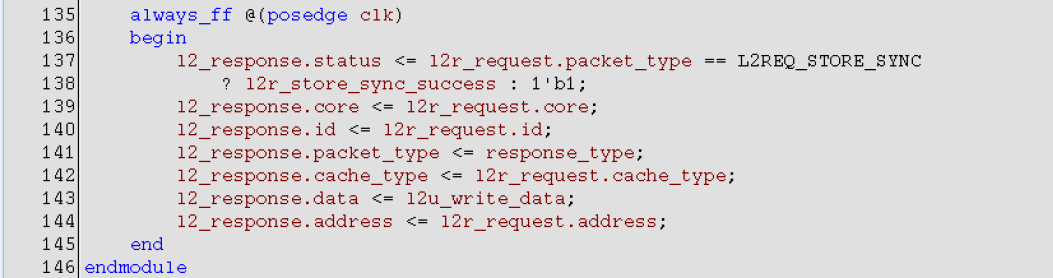 135 always_ff @(posedge clk)
136 begin
137 l2_response.status <= l2r_request.packet_type == L2REQ_STORE_SYNC
138 ? l2r_store_sync_success : 1'b1;
139 l2_response.core <= l2r_request.core;
140 l2_response.id <= l2r_request.id;
141 l2_response.packet_type <= response_type;
142 l2_response.cache_type <= l2r_request.cache_type;
143 l2_response.data <= l2u_write_data;
144 l2_response.address <= l2r_request.address;
145 end
146 endmodule